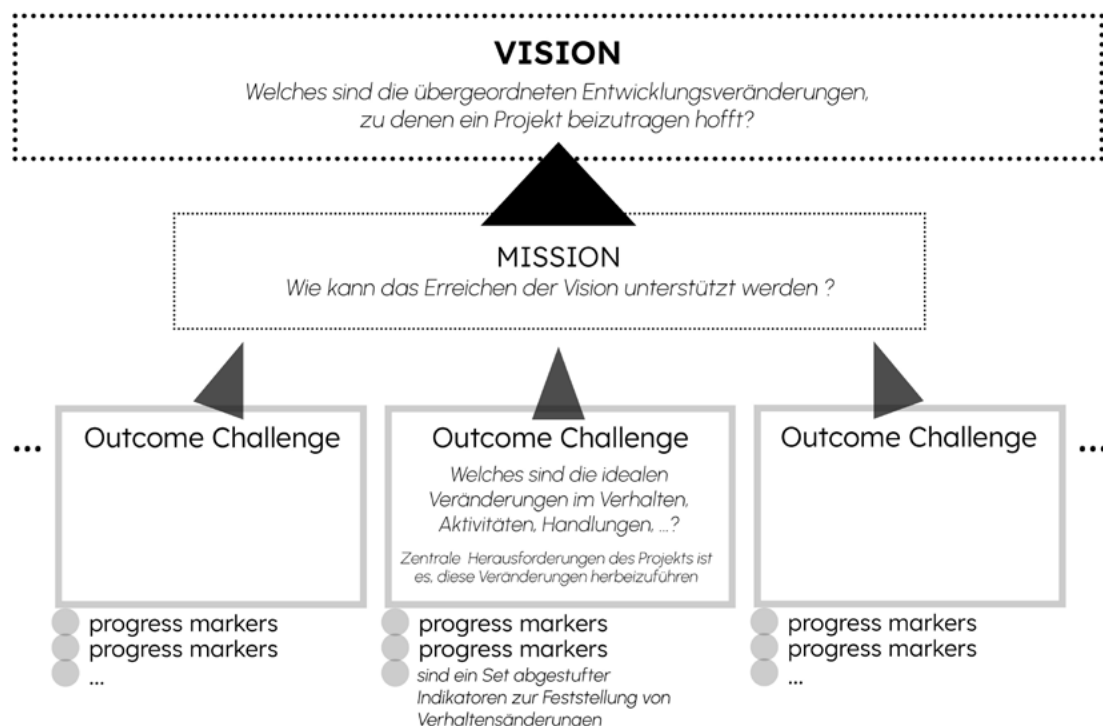 VISION
Welches sind die übergeordneten Entwicklungsveränderungen,
zu denen ein Projekt beizutragen hofft?
MISSION
Wie kann das Erreichen der Vision unterstützt werden ?
...
Outcome Challenge
progress markers
progress markers
...
Outcome Challenge
Welches sind die idealen
Veränderungen im Verhalten,
Aktivitäten, Handlungen, ...?
Zentrale Herausforderungen des Projekts ist
es, diese Veränderungen herbeizuführen
progress markers
progress markers
sind ein Set abgestufter
Indikatoren zur Feststellung von
Verhaltensänderungen
Outcome Challenge
...
progress markers
progress markers
...